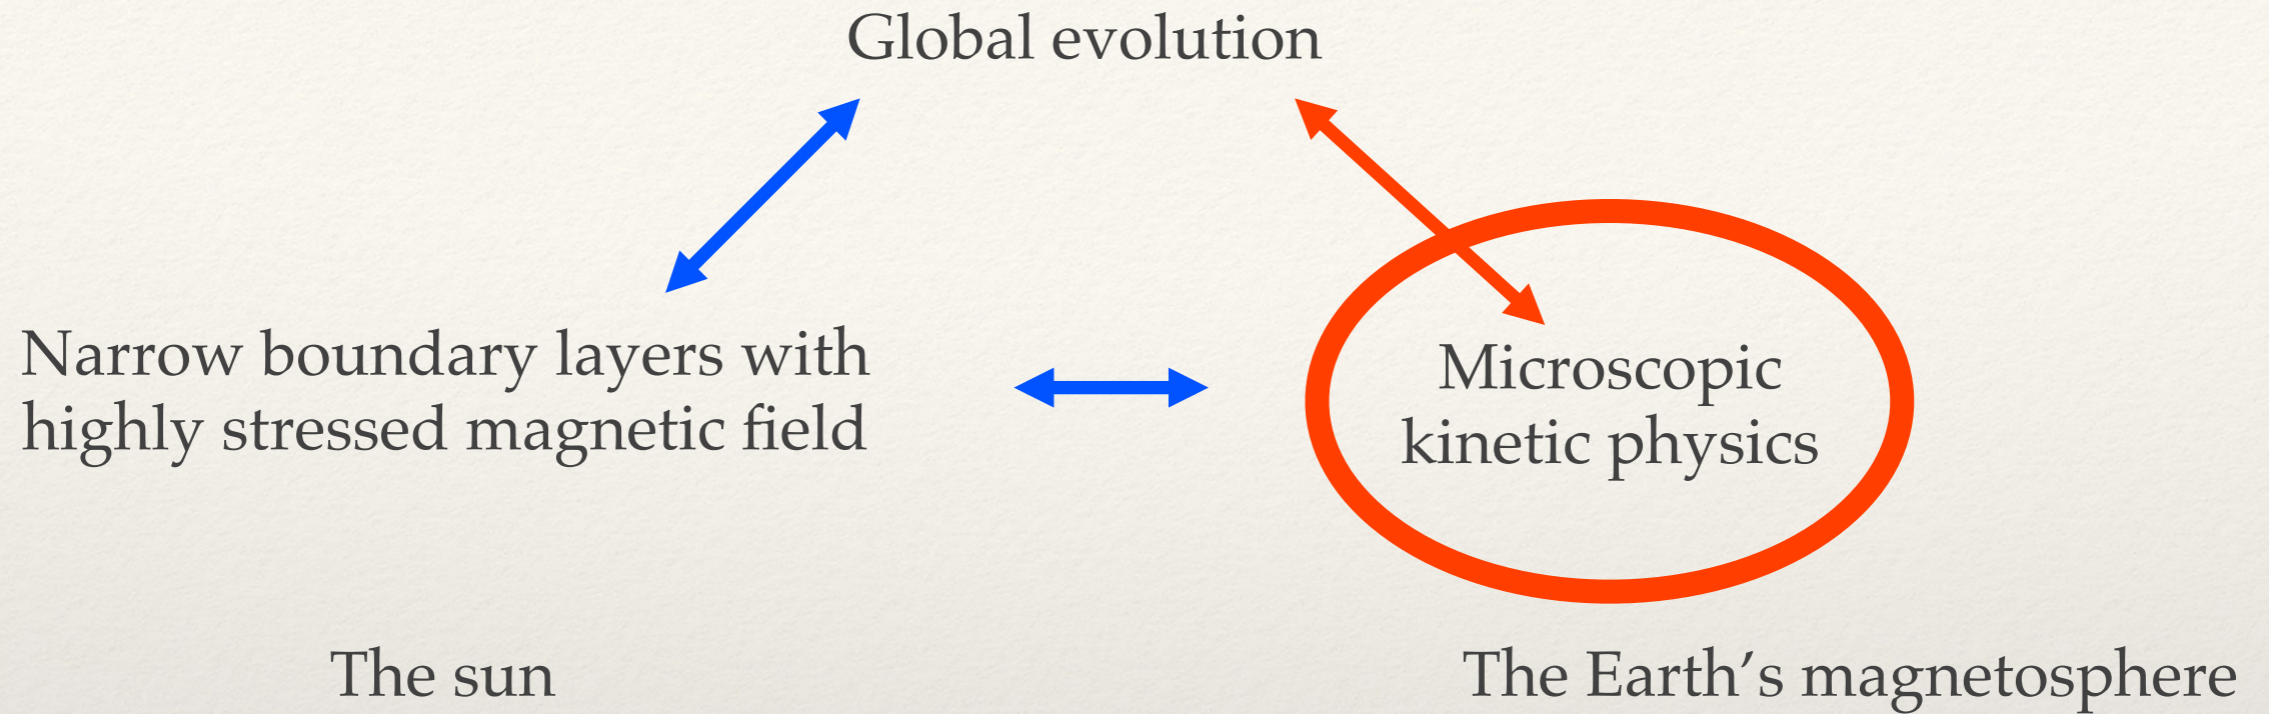 Global evolution
Narrow boundary layers with
highly stressed magnetic field
Microscopic
kinetic physics
The sun
The Earth’s magnetosphere